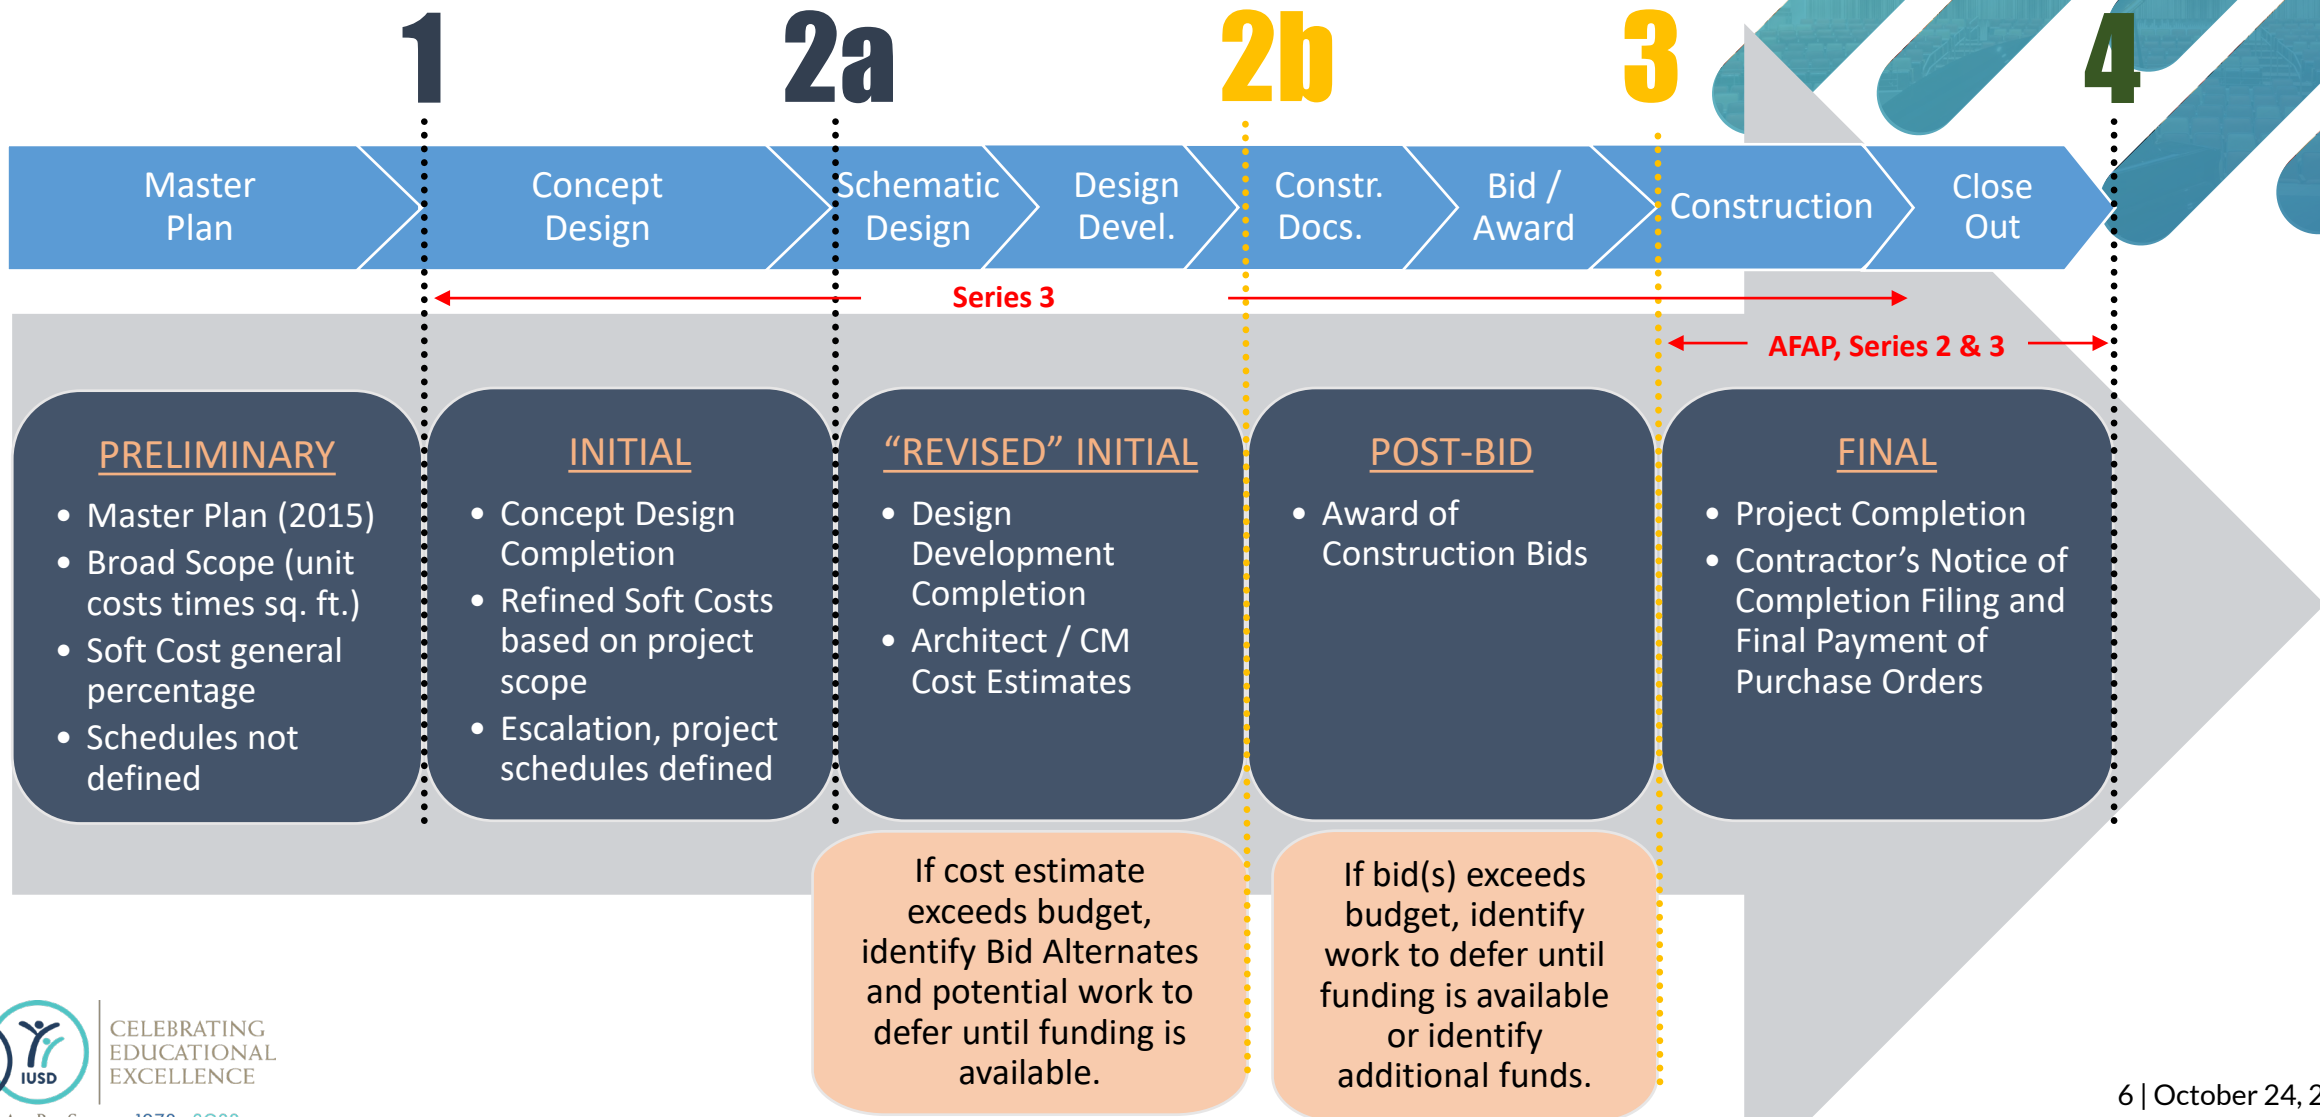 1
2a
2b
3
4
Master
Plan
Concept
Design
Schematic
Design
Design
Devel.
Constr.
Docs.
Bid /
Award
Construction
Close
Out
Series 3
AFAP, Series 2 & 3
PRELIMINARY
• Master Plan (2015)
• Broad Scope (unit
costs times sq. ft.)
• Soft Cost general
percentage
• Schedules not
defined
INITIAL
• Concept Design
Completion
• Refined Soft Costs
based on project
scope
• Escalation, project
schedules defined
“REVISED” INITIAL
• Design
Development
Completion
• Architect / CM
Cost Estimates
POST-BID
• Award of
Construction Bids
FINAL
• Project Completion
• Contractor’s Notice of
Completion Filing and
Final Payment of
Purchase Orders
If cost estimate
exceeds budget,
identify Bid Alternates
and potential work to
defer until funding is
available.
If bid(s) exceeds
budget, identify
work to defer until
funding is available
or identify
additional funds.
IUSD
CELEBRATING
EDUCATIONAL
EXCELLENCE
6 | October 24, 2